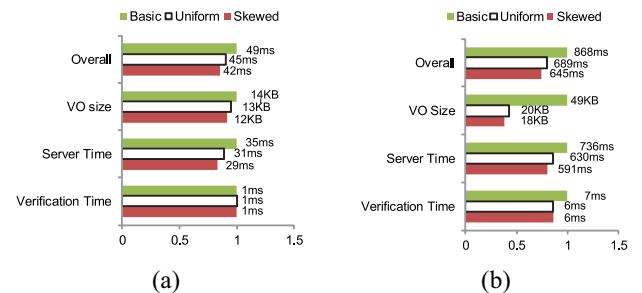 Basic Uniform Skewed
Overall
49ms
45ms
42ms
VO size
14KB
13KB
12KB
Server Time
35ms
31ms
29ms
Verification Time
1ms
1ms
1ms
0 0.5 1 1.5
(a)
Basic Uniform Skewed
Overall
868ms
689ms
645ms
VO Size
49KB
20KB
18KB
Server Time
736ms
630ms
591ms
Verification Time
7ms
6ms
6ms
0 0.5 1 1.5
(b)